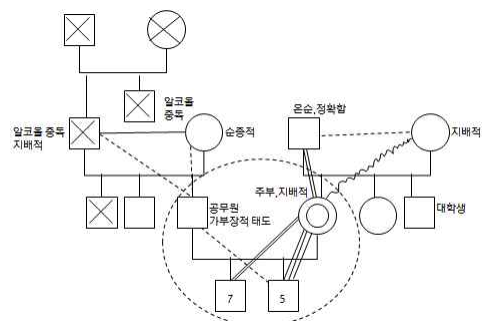 알코올
중독
알코올 중독
지배적
순종적
온순,정확함
지배적
주부,지배적
공무원
가부장적 태도
대학생
7
5